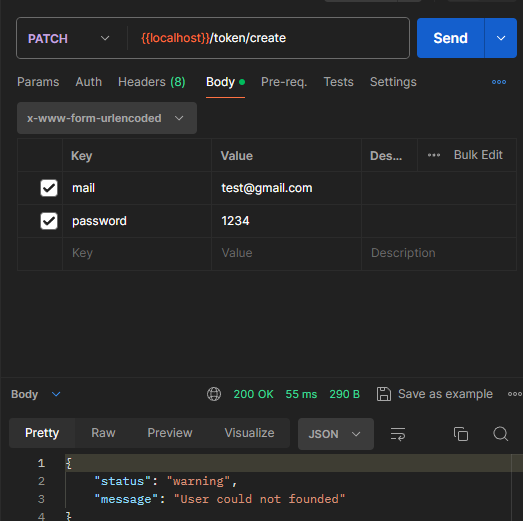 PATCH {{localhost}}/token/create Send
Params Auth Headers (8) Body Pre-req. Tests Settings
x-www-form-urlencoded
Key Value Des... Bulk Edit
mail test@gmail.com
password 1234
Key Value Description
Body 200 OK 55 ms 290 B Save as example
Pretty Raw Preview Visualize JSON
1 {
2 "status": "warning",
3 "message": "User could not founded"
4 }